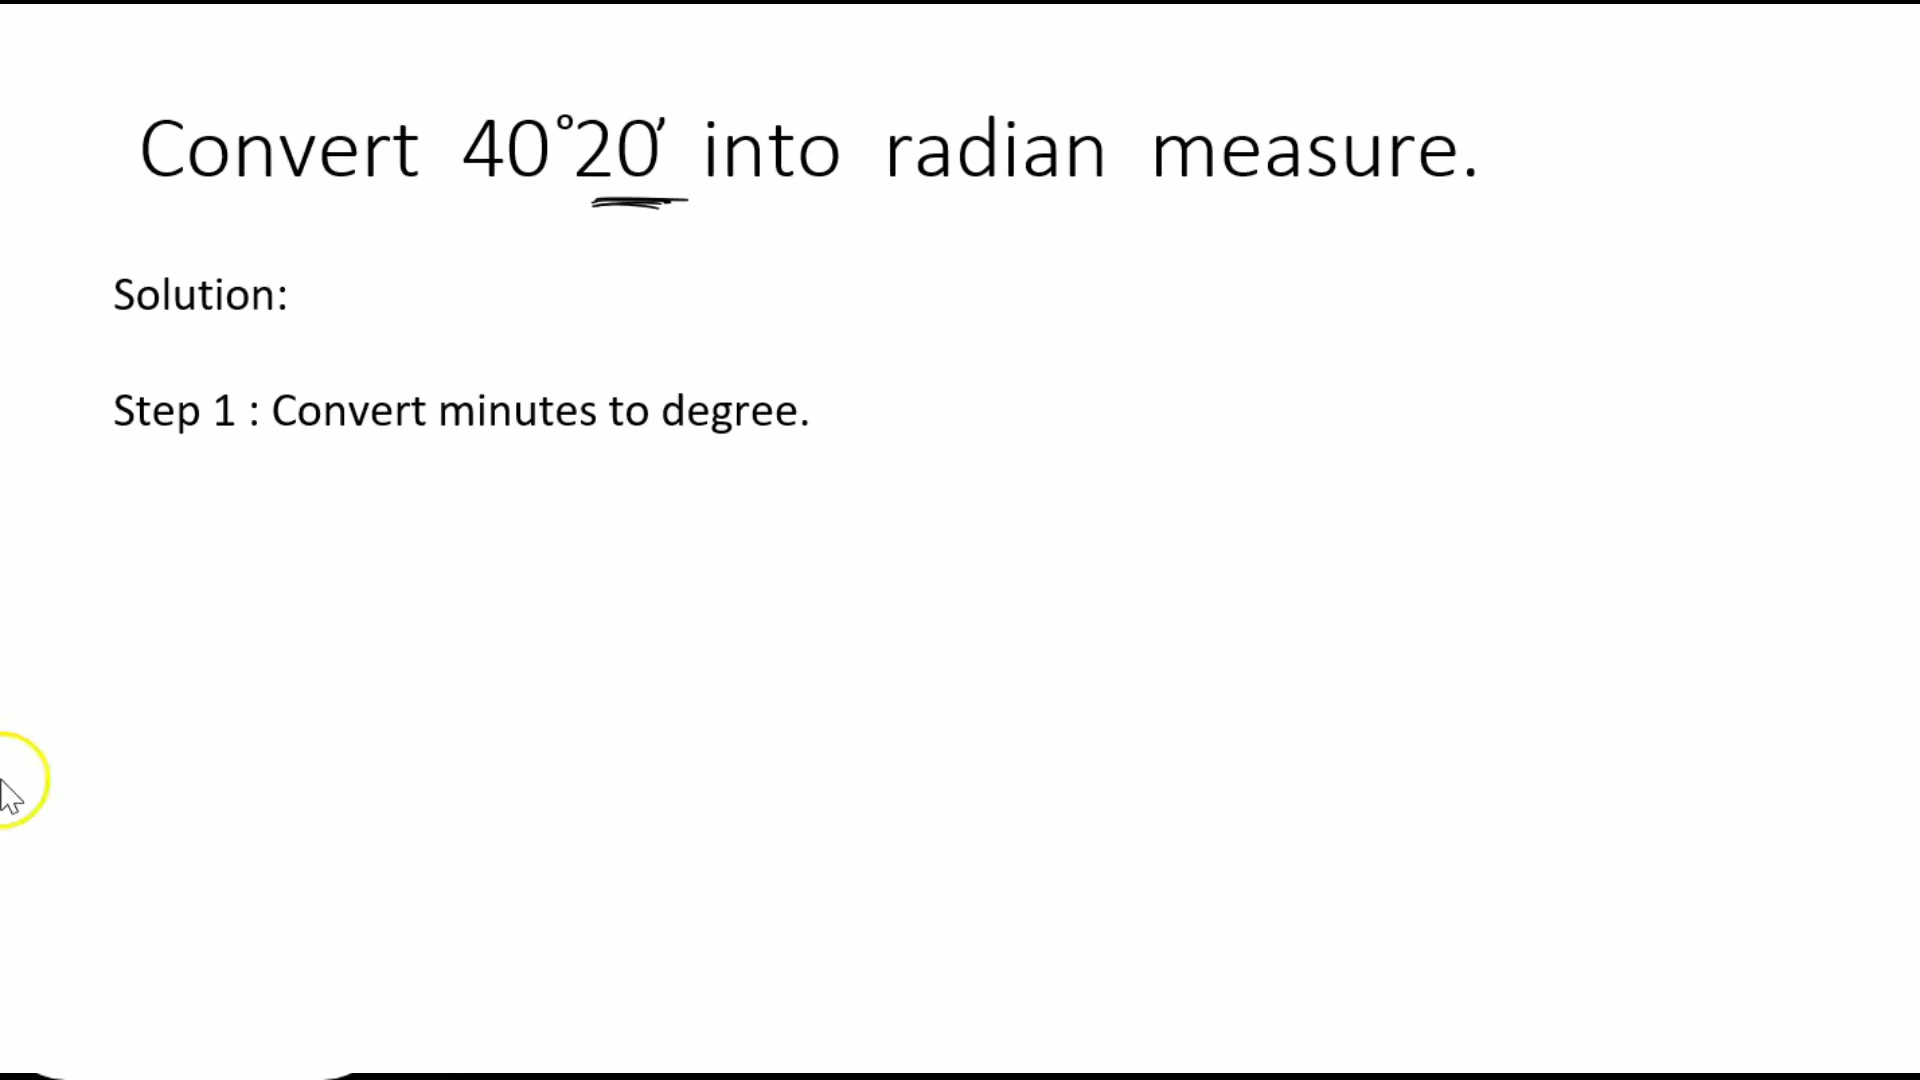 Convert 40°20’ into radian measure.
Solution:
Step 1 : Convert minutes to degree.